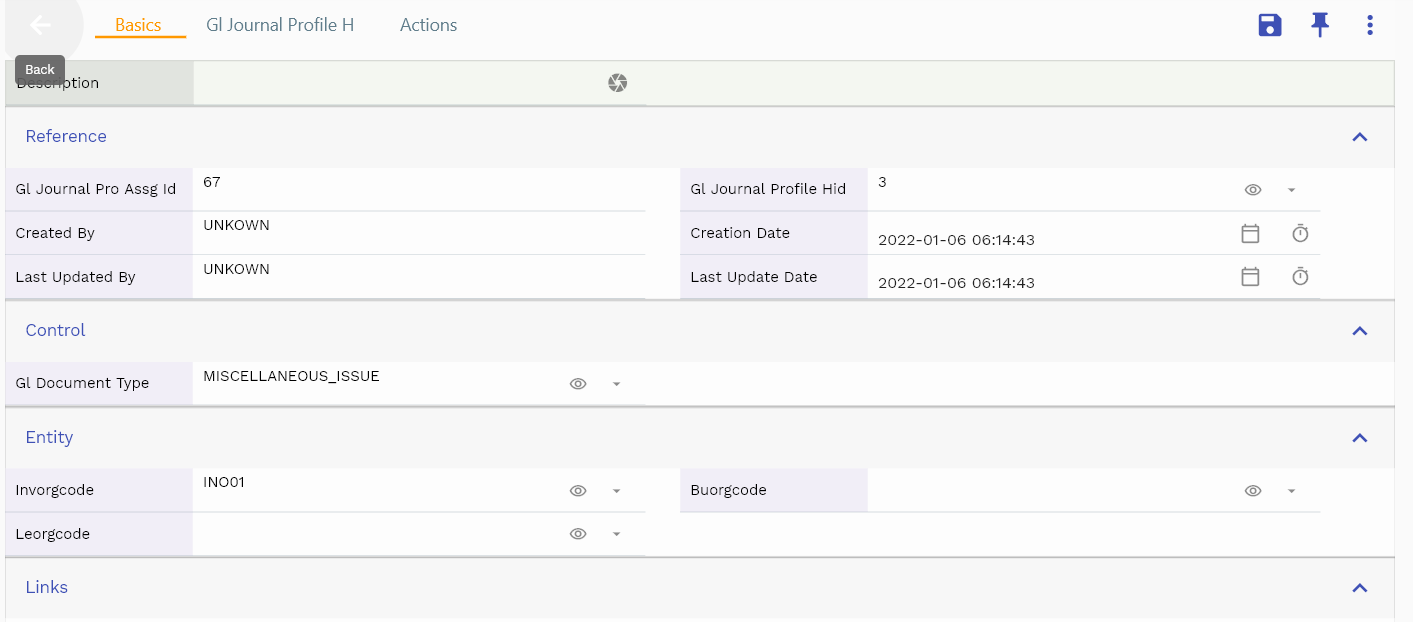 Basics Gl Journal Profile H Actions
Back
Description
Reference
Gl Journal Pro Assg Id 67 Gl Journal Profile Hid 3
Created By UNKOWN Creation Date 2022-01-06 06:14:43
Last Updated By UNKOWN Last Update Date 2022-01-06 06:14:43
Control
Gl Document Type MISCELLANEOUS_ISSUE
Entity
Invorgcode INO01 Buorgcode
Leorgcode
Links